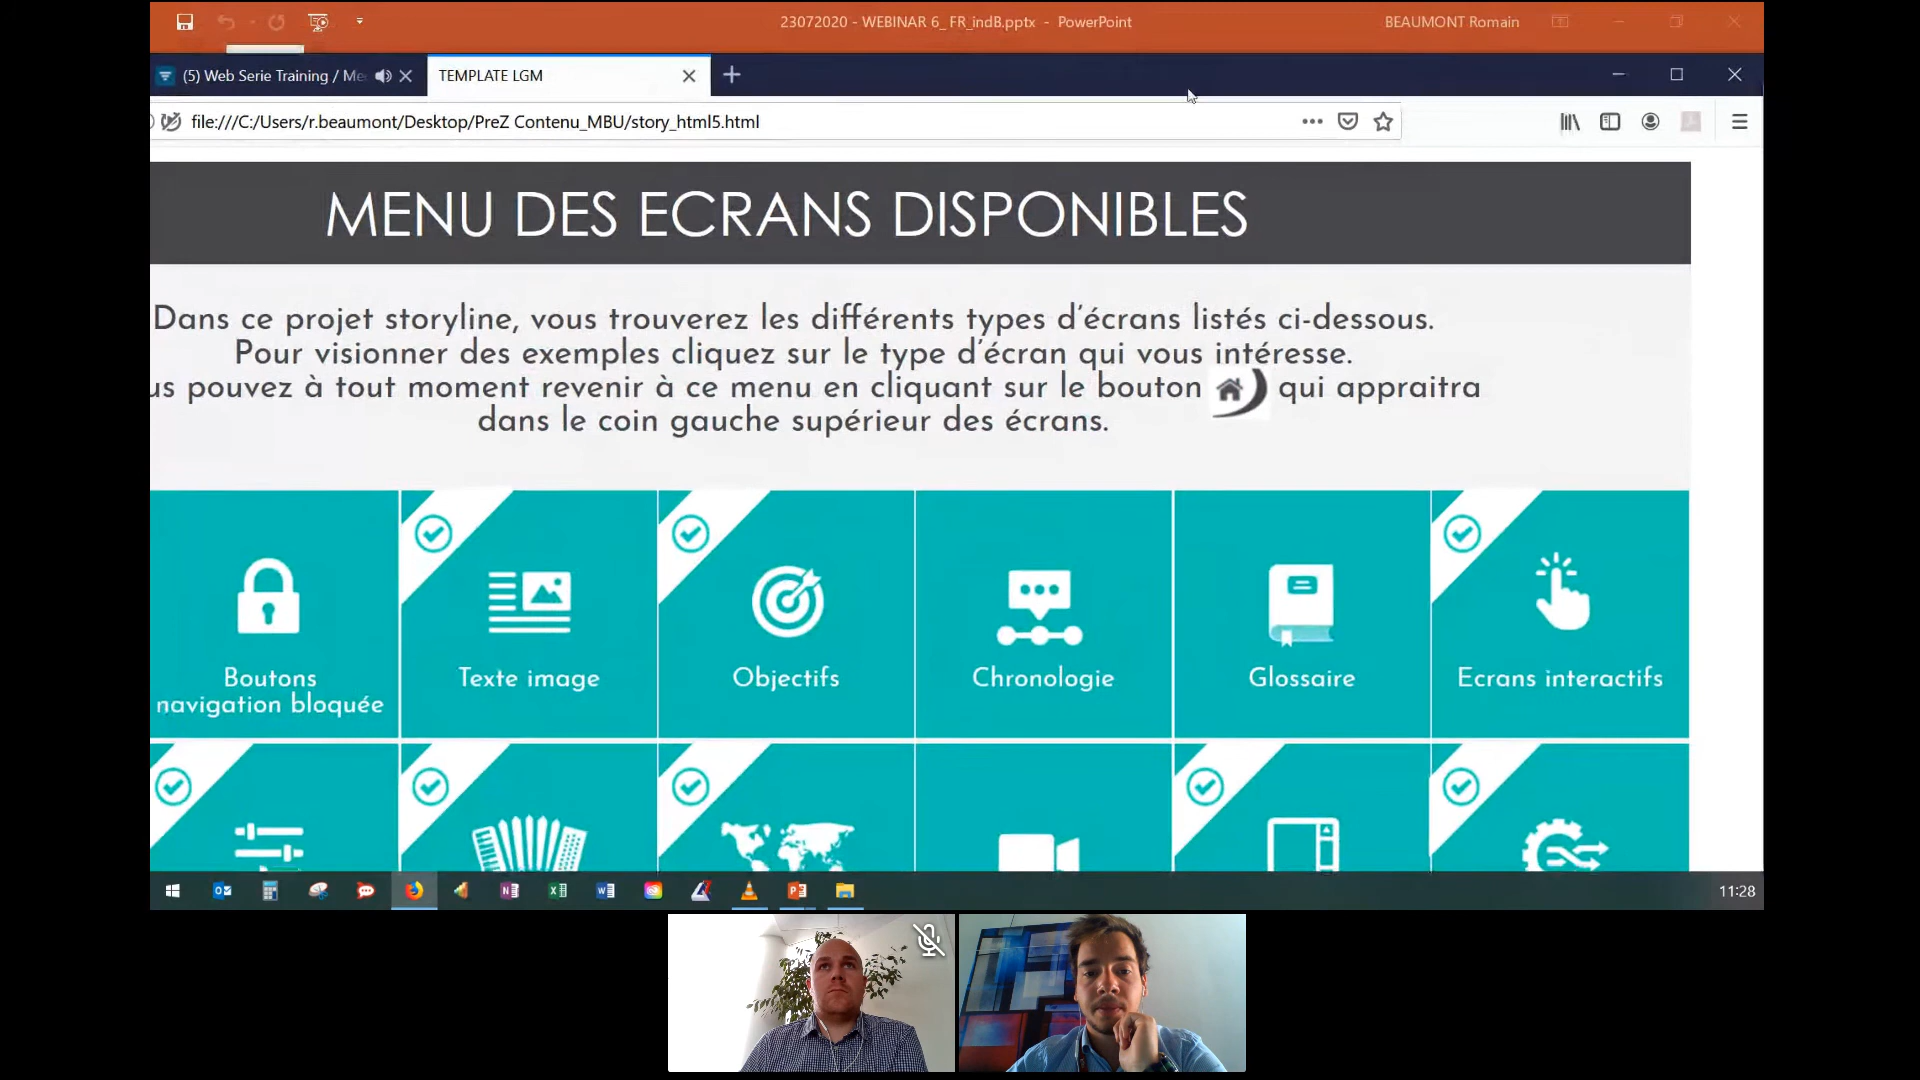 23072020 - WEBINAR 6_ FR_indB.pptx - PowerPoint
BEAUMONT Romain
(5) Web Serie Training / Me
TEMPLATE LGM
file:///C:/Users/r.beaumont/Desktop/PreZ Contenu_MBU/story_html5.html
MENU DES ECRANS DISPONIBLES
Dans ce projet storyline, vous trouverez les différents types d'écrans listés ci-dessous.
Pour visionner des exemples cliquez sur le type d'écran qui vous intéresse.
us pouvez à tout moment revenir à ce menu en cliquant sur le bouton qui appraitra
dans le coin gauche supérieur des écrans.
Boutons
navigation bloquée
Texte image
Objectifs
Chronologie
Glossaire
Ecrans interactifs
11:28